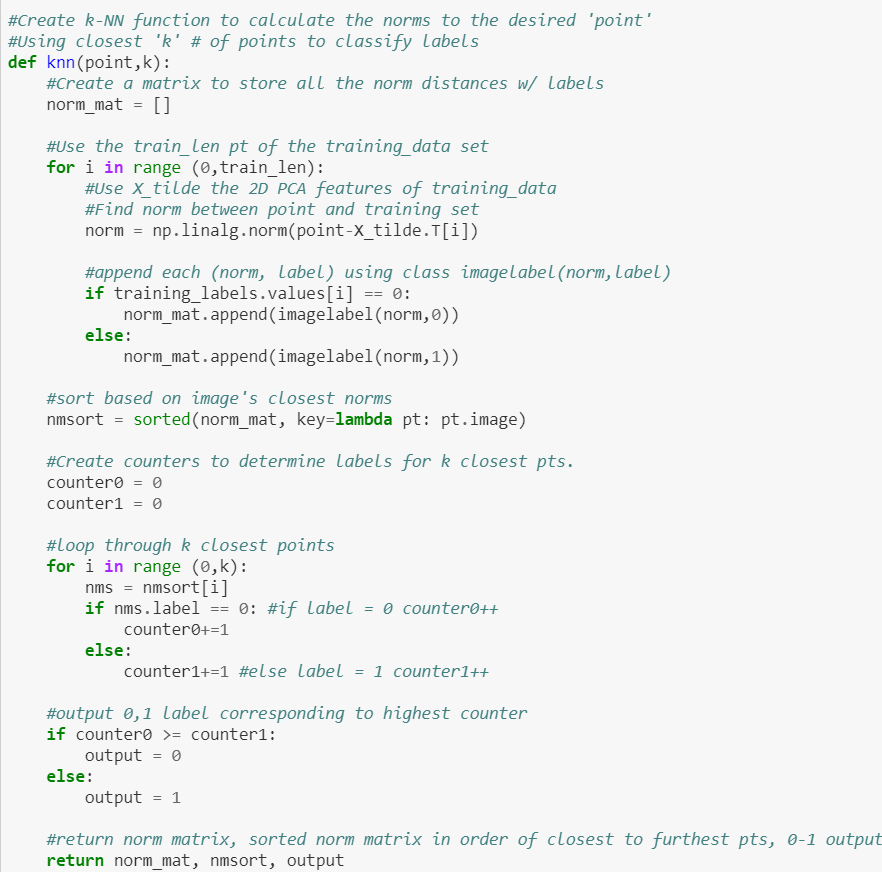 #Create k-NN function to calculate the norms to the desired 'point'
#Using closest 'k' # of points to classify labels
def knn(point,k):
    #Create a matrix to store all the norm distances w/ labels
    norm_mat = []

    #Use the train_len pt of the training_data set
    for i in range (0,train_len):
        #Use X_tilde the 2D PCA features of training_data
        #Find norm between point and training set
        norm = np.linalg.norm(point-X_tilde.T[i])

        #append each (norm, label) using class imagelabel(norm,label)
        if training_labels.values[i] == 0:
            norm_mat.append(imagelabel(norm,0))
        else:
            norm_mat.append(imagelabel(norm,1))

    #sort based on image's closest norms
    nmsort = sorted(norm_mat, key=lambda pt: pt.image)

    #Create counters to determine labels for k closest pts.
    counter0 = 0
    counter1 = 0

    #loop through k closest points
    for i in range (0,k):
        nms = nmsort[i]
        if nms.label == 0: #if label = 0 counter0++
            counter0+=1
        else:
            counter1+=1 #else label = 1 counter1++

    #output 0,1 label corresponding to highest counter
    if counter0 >= counter1:
        output = 0
    else:
        output = 1

    #return norm matrix, sorted norm matrix in order of closest to furthest pts, 0-1 output
    return norm_mat, nmsort, output